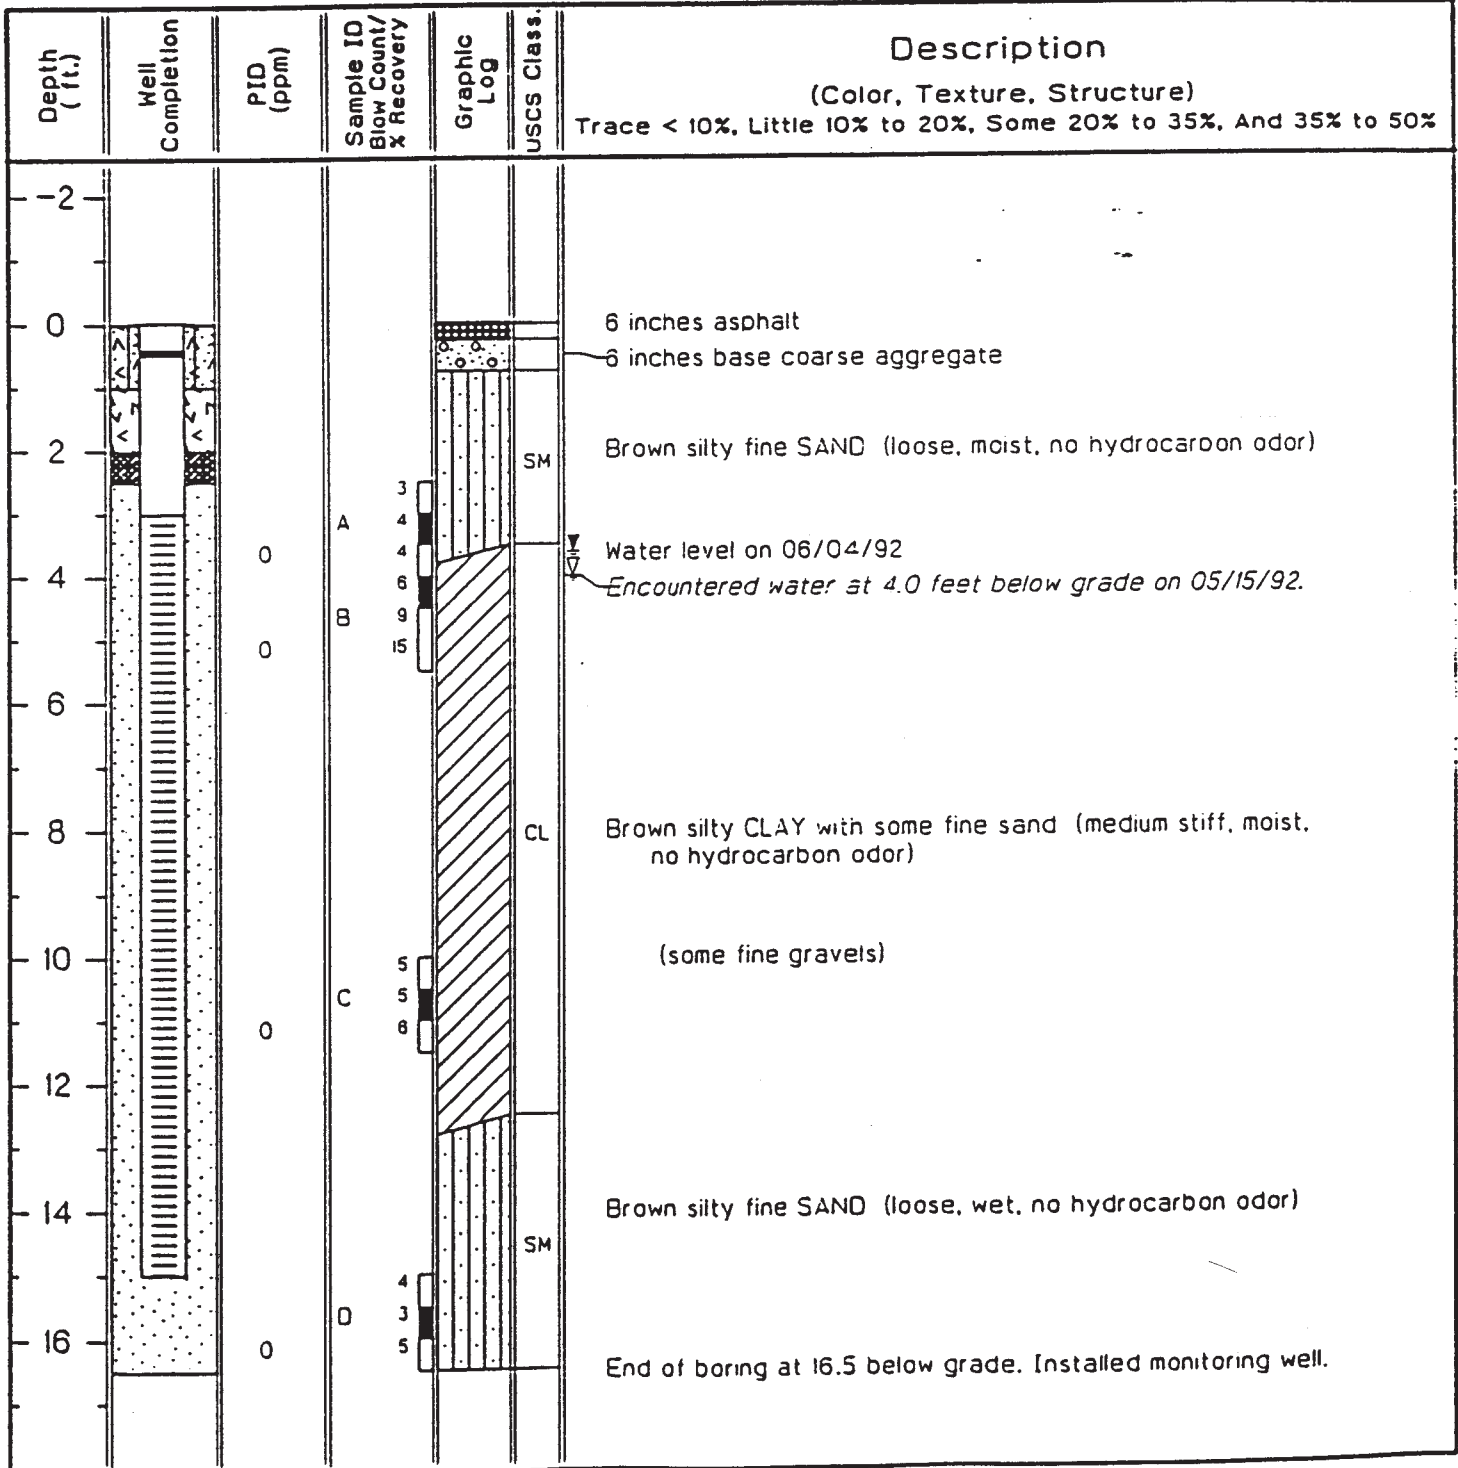 Depth
(ft.)
Well
Completion
PID
(ppm)
Sample ID
Blow Count/
% Recovery
Graphic
Log
USCS Class.
Description
(Color, Texture, Structure)
Trace < 10%, Little 10% to 20%, Some 20% to 35%, And 35% to 50%
-2
0
6 inches asphalt
6 inches base coarse aggregate
2
SM
Brown silty fine SAND (loose, moist, no hydrocarbon odor)
3
A
4
0
4
Water level on 06/04/92
4
6
Encountered water at 4.0 feet below grade on 05/15/92.
B
9
0
15
6
8
CL
Brown silty CLAY with some fine sand (medium stiff, moist,
no hydrocarbon odor)
10
5
(some fine gravels)
C
5
0
6
12
14
Brown silty fine SAND (loose, wet, no hydrocarbon odor)
SM
4
D
3
16
0
5
End of boring at 16.5 below grade. Installed monitoring well.